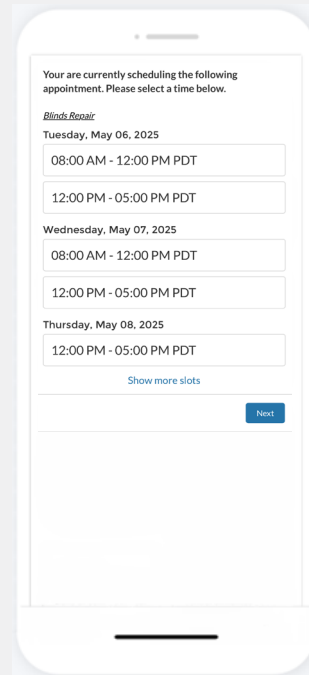 Your are currently scheduling the following
appointment. Please select a time below.
Blinds Repair
Tuesday, May 06, 2025
08:00 AM - 12:00 PM PDT
12:00 PM - 05:00 PM PDT
Wednesday, May 07, 2025
08:00 AM - 12:00 PM PDT
12:00 PM - 05:00 PM PDT
Thursday, May 08, 2025
12:00 PM - 05:00 PM PDT
Show more slots
Next